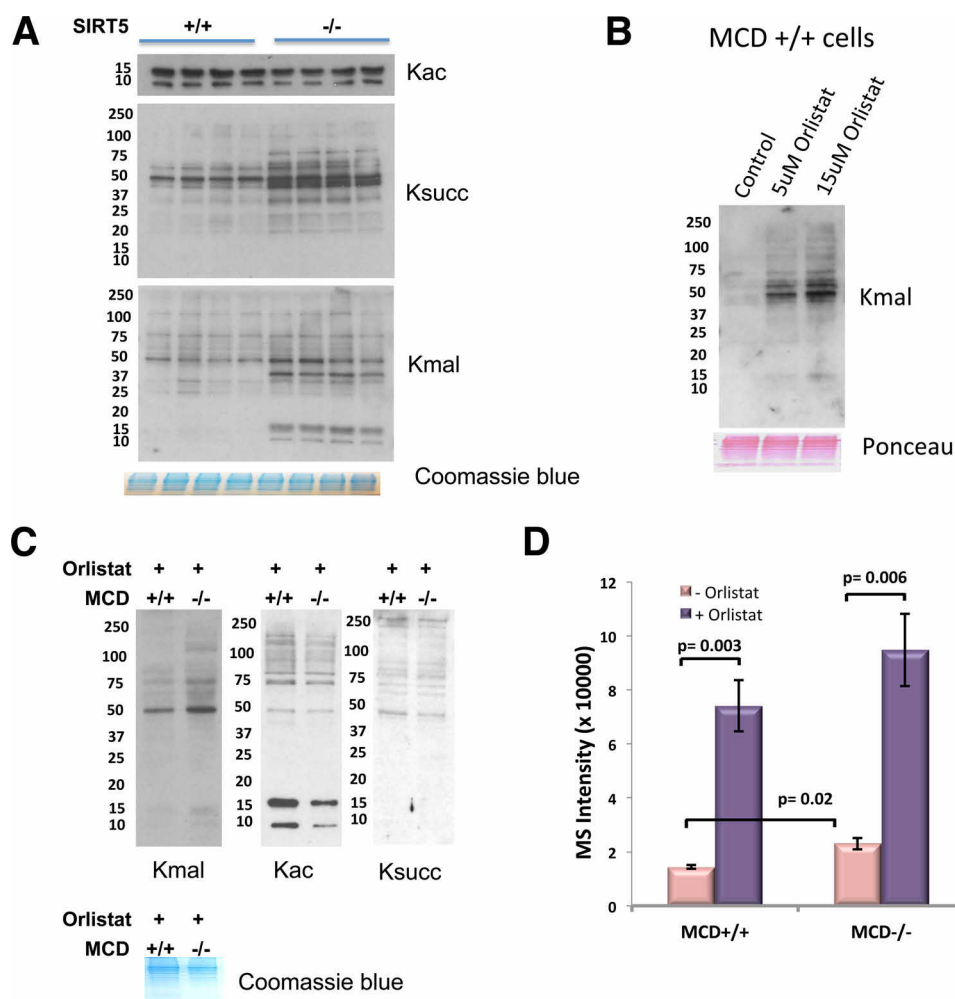 A
SIRT5 +/+ -/-
15
10
Kac
250
100
75
50
37
25
20
15
10
Ksucc
250
100
75
50
37
25
20
15
10
Kmal
Coomassie blue
B
MCD +/+ cells
Control
5uM Orlistat
15uM Orlistat
250
100
75
50
37
25
20
15
10
Kmal
Ponceau
C
Orlistat + + + + + +
MCD +/+ -/- +/+ -/- +/+ -/-
250
100
75
50
37
25
20
15
10
Kmal
250
100
75
50
37
25
20
15
10
Kac
250
100
75
50
37
25
20
15
10
Ksucc
Orlistat + +
MCD +/+ -/-
Coomassie blue
D
MS Intensity (x 10000)
12
10
8
6
4
2
0
- Orlistat
+ Orlistat
p= 0.003
p= 0.006
p= 0.02
MCD+/+ MCD-/-